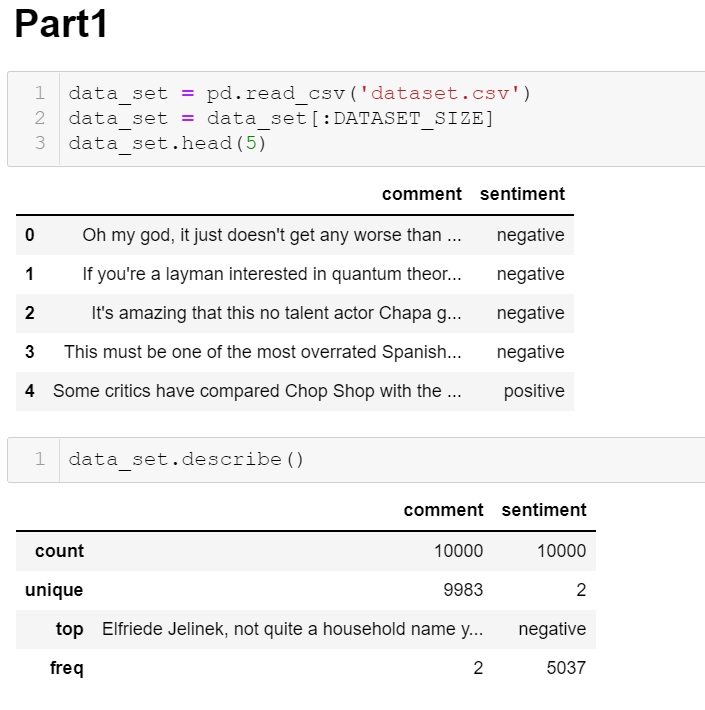 Part1
1 data_set = pd.read_csv('dataset.csv')
2 data_set = data_set[:DATASET_SIZE]
3 data_set.head(5)
comment sentiment
0 Oh my god, it just doesn't get any worse than ... negative
1 If you're a layman interested in quantum theor... negative
2 It's amazing that this no talent actor Chapa g... negative
3 This must be one of the most overrated Spanish... negative
4 Some critics have compared Chop Shop with the ... positive
1 data_set.describe()
comment sentiment
count 10000 10000
unique 9983 2
top Elfriede Jelinek, not quite a household name y... negative
freq 2 5037